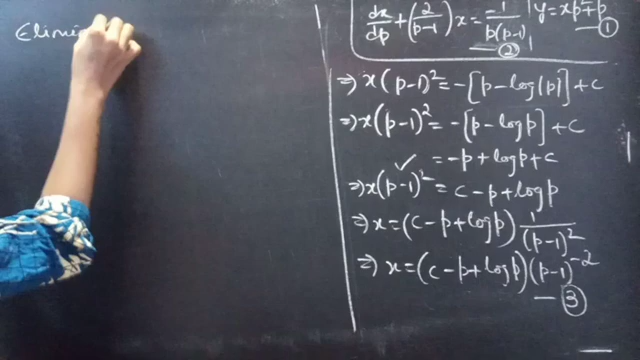 Elimi
dx/dp + (2/(p-1)) x = -1/(p(p-1)) — ② | y = xp² + p — ①
⇒ x(p-1)² = -[p - log(p)] + c
⇒ x(p-1)² = -[p - log p] + c
✓ = -p + log p + c
⇒ x(p-1)² = c - p + log p
⇒ x = (c - p + log p) 1/(p-1)²
⇒ x = (c - p + log p)(p-1)⁻²
— ③